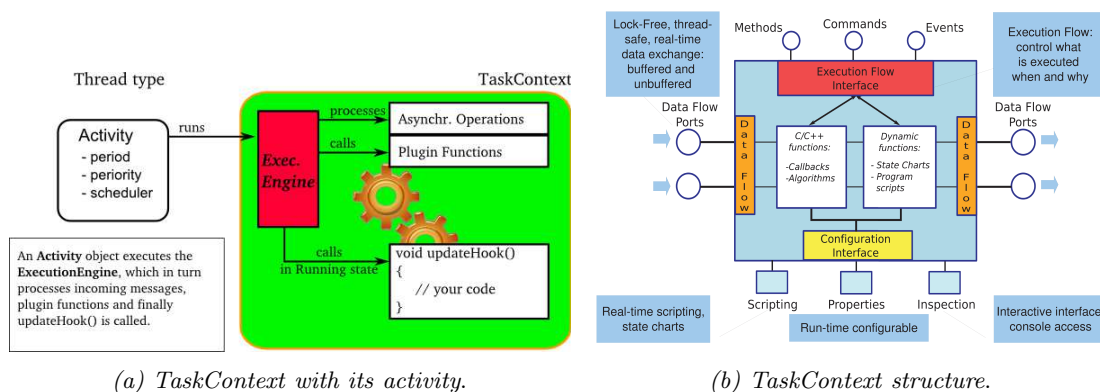 Thread type
TaskContext
Activity
- period
- periority
- scheduler
runs
Exec.
Engine
processes
Asynchr. Operations
calls
Plugin Functions
calls
in Running state
void updateHook()
{
// your code
}
An Activity object executes the
ExecutionEngine, which in turn
processes incoming messages,
plugin functions and finally
updateHook() is called.
(a) TaskContext with its activity.
Lock-Free, thread-
safe, real-time
data exchange:
buffered and
unbuffered
Methods
Commands
Events
Execution Flow:
control what
is executed
when and why
Execution Flow
Interface
Data Flow
Ports
Data Flow
Ports
Data Flow
C/C++
functions:
-Callbacks
-Algorithms
Dynamic
functions:
- State Charts
- Program
scripts
Data Flow
Configuration
Interface
Scripting
Properties
Inspection
Real-time scripting,
state charts
Run-time configurable
Interactive interface
console access
(b) TaskContext structure.